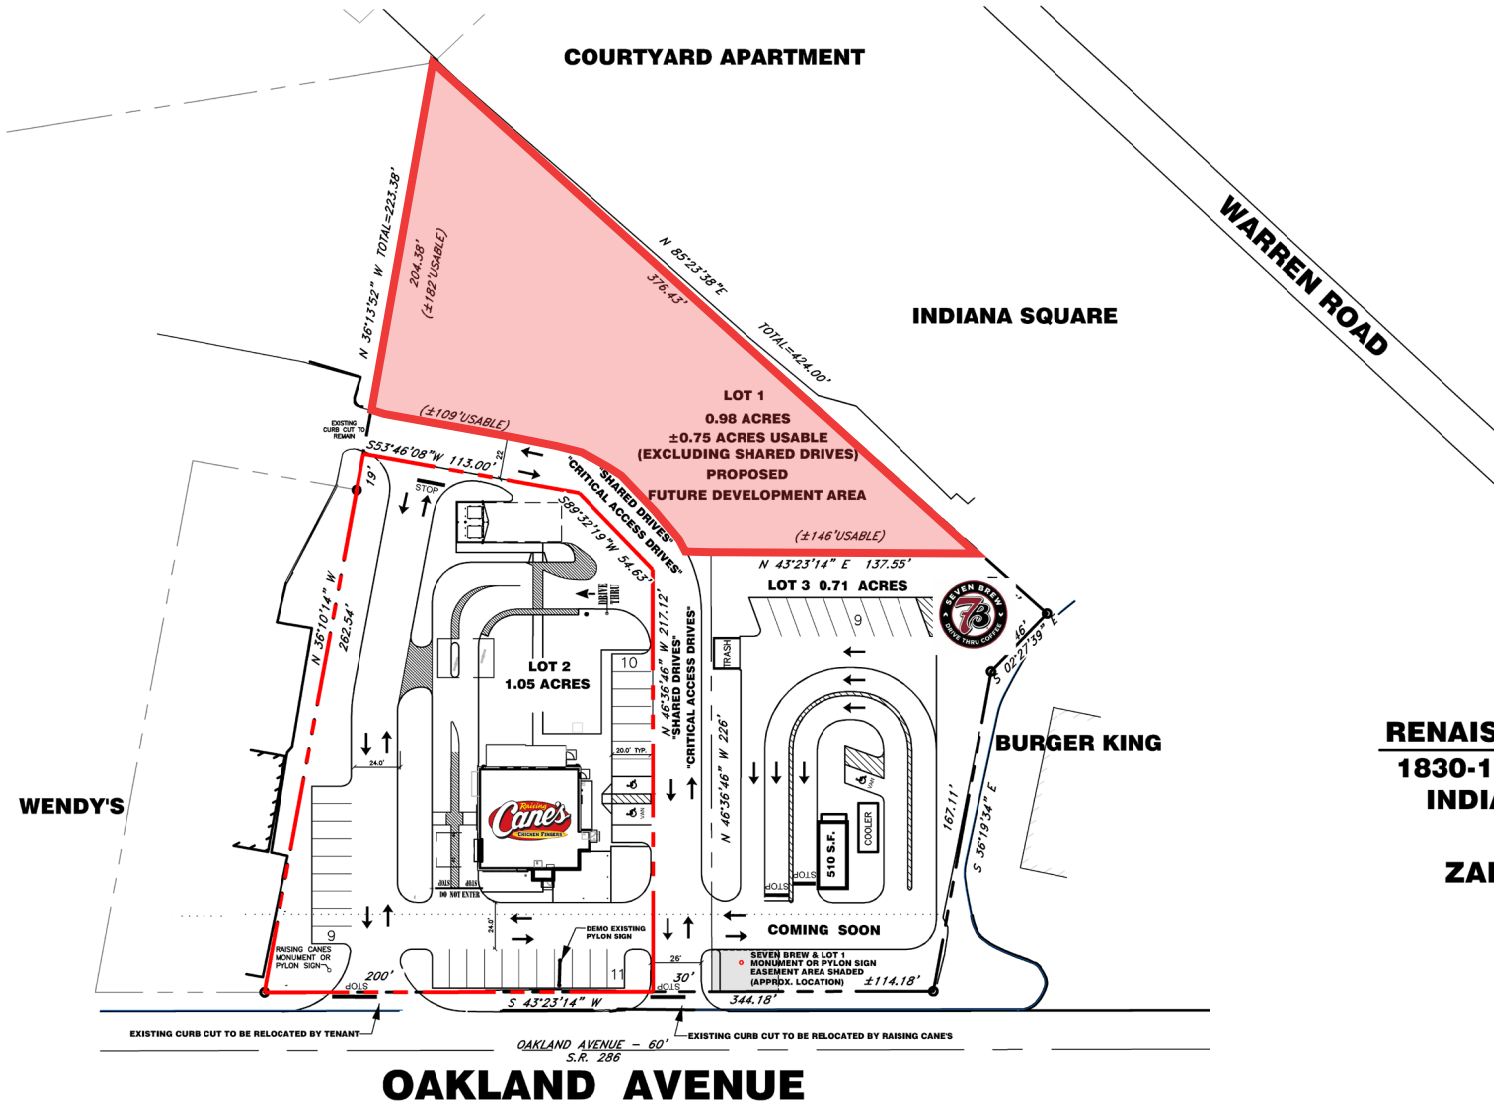 COURTYARD APARTMENT
WARREN ROAD
INDIANA SQUARE
N 36°13'52" W TOTAL=223.38'
204.38'
(±182'USABLE)
N 85°23'38"E
376.43'
TOTAL=424.00'
LOT 1
0.98 ACRES
±0.75 ACRES USABLE
(EXCLUDING SHARED DRIVES)
PROPOSED
FUTURE DEVELOPMENT AREA
(±109'USABLE)
(±146'USABLE)
EXISTING
CURB CUT TO
REMAIN
S53°46'08"W 113.00'
22
19'
STOP
"SHARED DRIVES"
"CRITICAL ACCESS DRIVES"
S89°32'19"W 54.63'
N 43°23'14" E 137.55'
LOT 3 0.71 ACRES
SEVEN BREW
7B
DRIVE THRU COFFEE
46'
S 02°27'39" E
9
DRIVE
THRU
TRASH
N 36°10'14" W
262.54'
LOT 2
1.05 ACRES
10
N 46°36'46" W 217.12'
"SHARED DRIVES"
"CRITICAL ACCESS DRIVES"
N 46°36'46" W 226'
20.0' TYP.
24.0'
VAN
VAN
BURGER KING
RENAIS
1830-1
INDIA
ZAI
WENDY'S
Raising
Cane's
CHICKEN FINGERS
510 S.F.
COOLER
167.11'
S 36°19'34" E
STOP
STOP
STOP
STOP
DO NOT ENTER
24.0'
COMING SOON
DEMO EXISTING
PYLON SIGN
9
RAISING CANES
MONUMENT OR
PYLON SIGN
11
26'
SEVEN BREW & LOT 1
MONUMENT OR PYLON SIGN
EASEMENT AREA SHADED
(APPROX. LOCATION)
±114.18'
200'
STOP
30'
STOP
344.18'
S 43°23'14" W
EXISTING CURB CUT TO BE RELOCATED BY TENANT
EXISTING CURB CUT TO BE RELOCATED BY RAISING CANE'S
OAKLAND AVENUE - 60'
S.R. 286
OAKLAND AVENUE